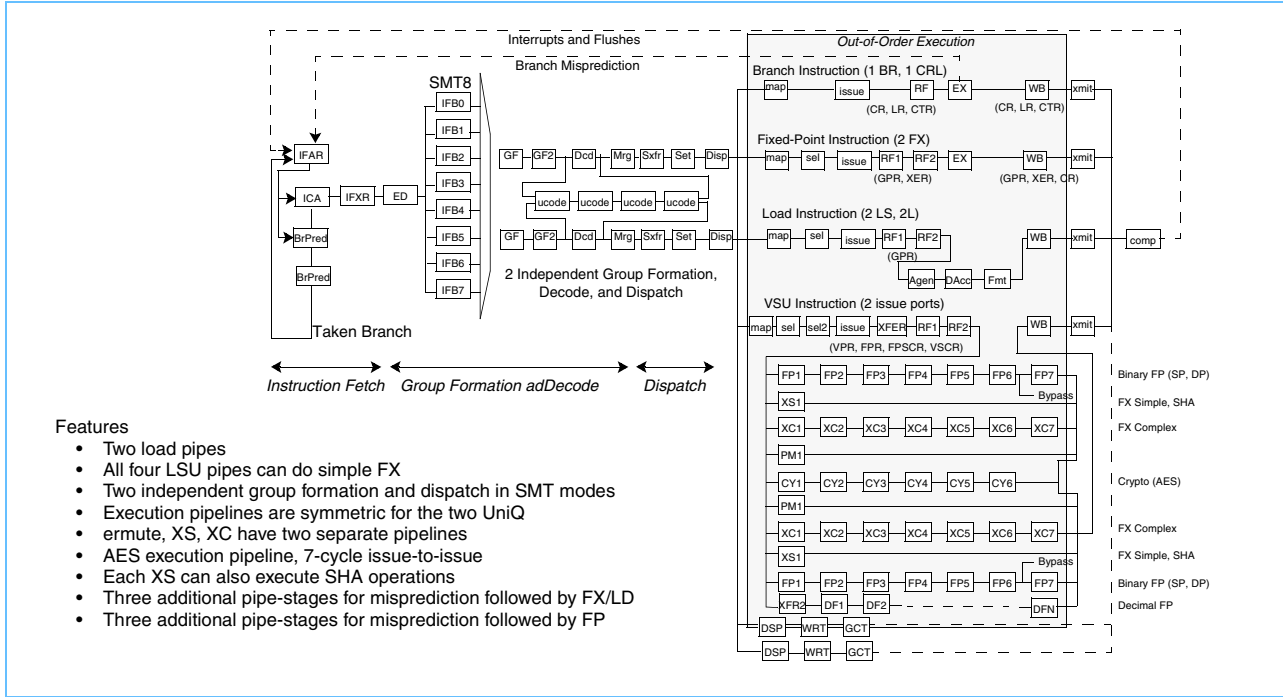 Interrupts and Flushes
Out-of-Order Execution
Branch Misprediction
Branch Instruction (1 BR, 1 CRL)
SMT8
map issue RF EX WB xmit
(CR, LR, CTR) (CR, LR, CTR)
IFB0
IFB1
IFB2
IFB3
IFB4
IFB5
IFB6
IFB7
Fixed-Point Instruction (2 FX)
IFAR
GF GF2 Dcd Mrg Sxfr Set Disp
map sel issue RF1 RF2 EX WB xmit
(GPR, XER) (GPR, XER, CR)
ICA IFXR ED
ucode ucode ucode ucode
Load Instruction (2 LS, 2L)
BrPred
GF GF2 Dcd Mrg Sxfr Set Disp
map sel issue RF1 RF2 WB xmit comp
(GPR)
BrPred
2 Independent Group Formation,
Decode, and Dispatch
Agen DAcc Fmt
VSU Instruction (2 issue ports)
Taken Branch
map sel sel2 issue XFER RF1 RF2 WB xmit
(VPR, FPR, FPSCR, VSCR)
Instruction Fetch Group Formation adDecode Dispatch
FP1 FP2 FP3 FP4 FP5 FP6 FP7 Binary FP (SP, DP)
Bypass
XS1 FX Simple, SHA
XC1 XC2 XC3 XC4 XC5 XC6 XC7 FX Complex
PM1
CY1 CY2 CY3 CY4 CY5 CY6 Crypto (AES)
PM1
XC1 XC2 XC3 XC4 XC5 XC6 XC7 FX Complex
XS1 FX Simple, SHA
Bypass
FP1 FP2 FP3 FP4 FP5 FP6 FP7 Binary FP (SP, DP)
XFR2 DF1 DF2 DFN Decimal FP
DSP WRT GCT
DSP WRT GCT
Features
• Two load pipes
• All four LSU pipes can do simple FX
• Two independent group formation and dispatch in SMT modes
• Execution pipelines are symmetric for the two UniQ
• ermute, XS, XC have two separate pipelines
• AES execution pipeline, 7-cycle issue-to-issue
• Each XS can also execute SHA operations
• Three additional pipe-stages for misprediction followed by FX/LD
• Three additional pipe-stages for misprediction followed by FP